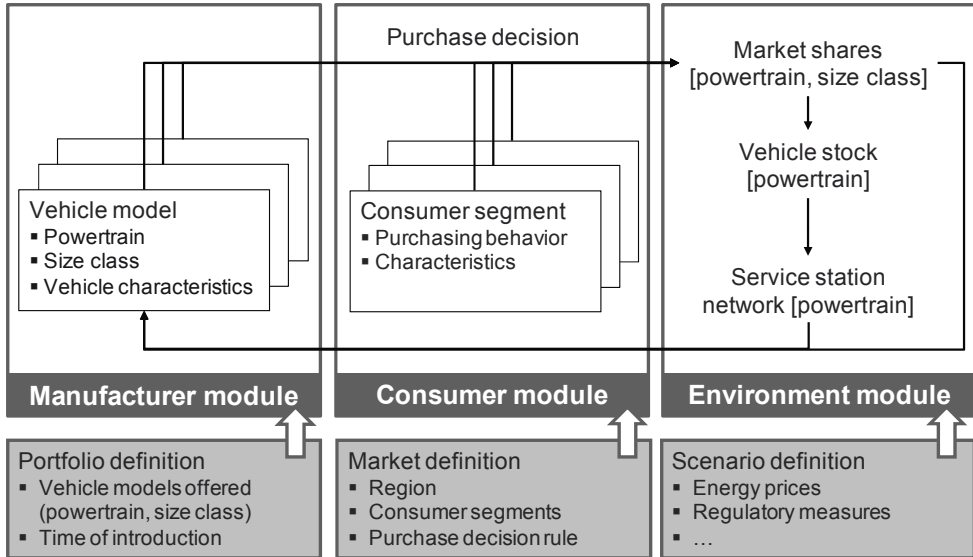 Purchase decision
Market shares
[powertrain, size class]
Vehicle stock
[powertrain]
Service station
network [powertrain]
Vehicle model
▪ Powertrain
▪ Size class
▪ Vehicle characteristics
Consumer segment
▪ Purchasing behavior
▪ Characteristics
Manufacturer module
Consumer module
Environment module
Portfolio definition
▪ Vehicle models offered
(powertrain, size class)
▪ Time of introduction
Market definition
▪ Region
▪ Consumer segments
▪ Purchase decision rule
Scenario definition
▪ Energy prices
▪ Regulatory measures
▪ …